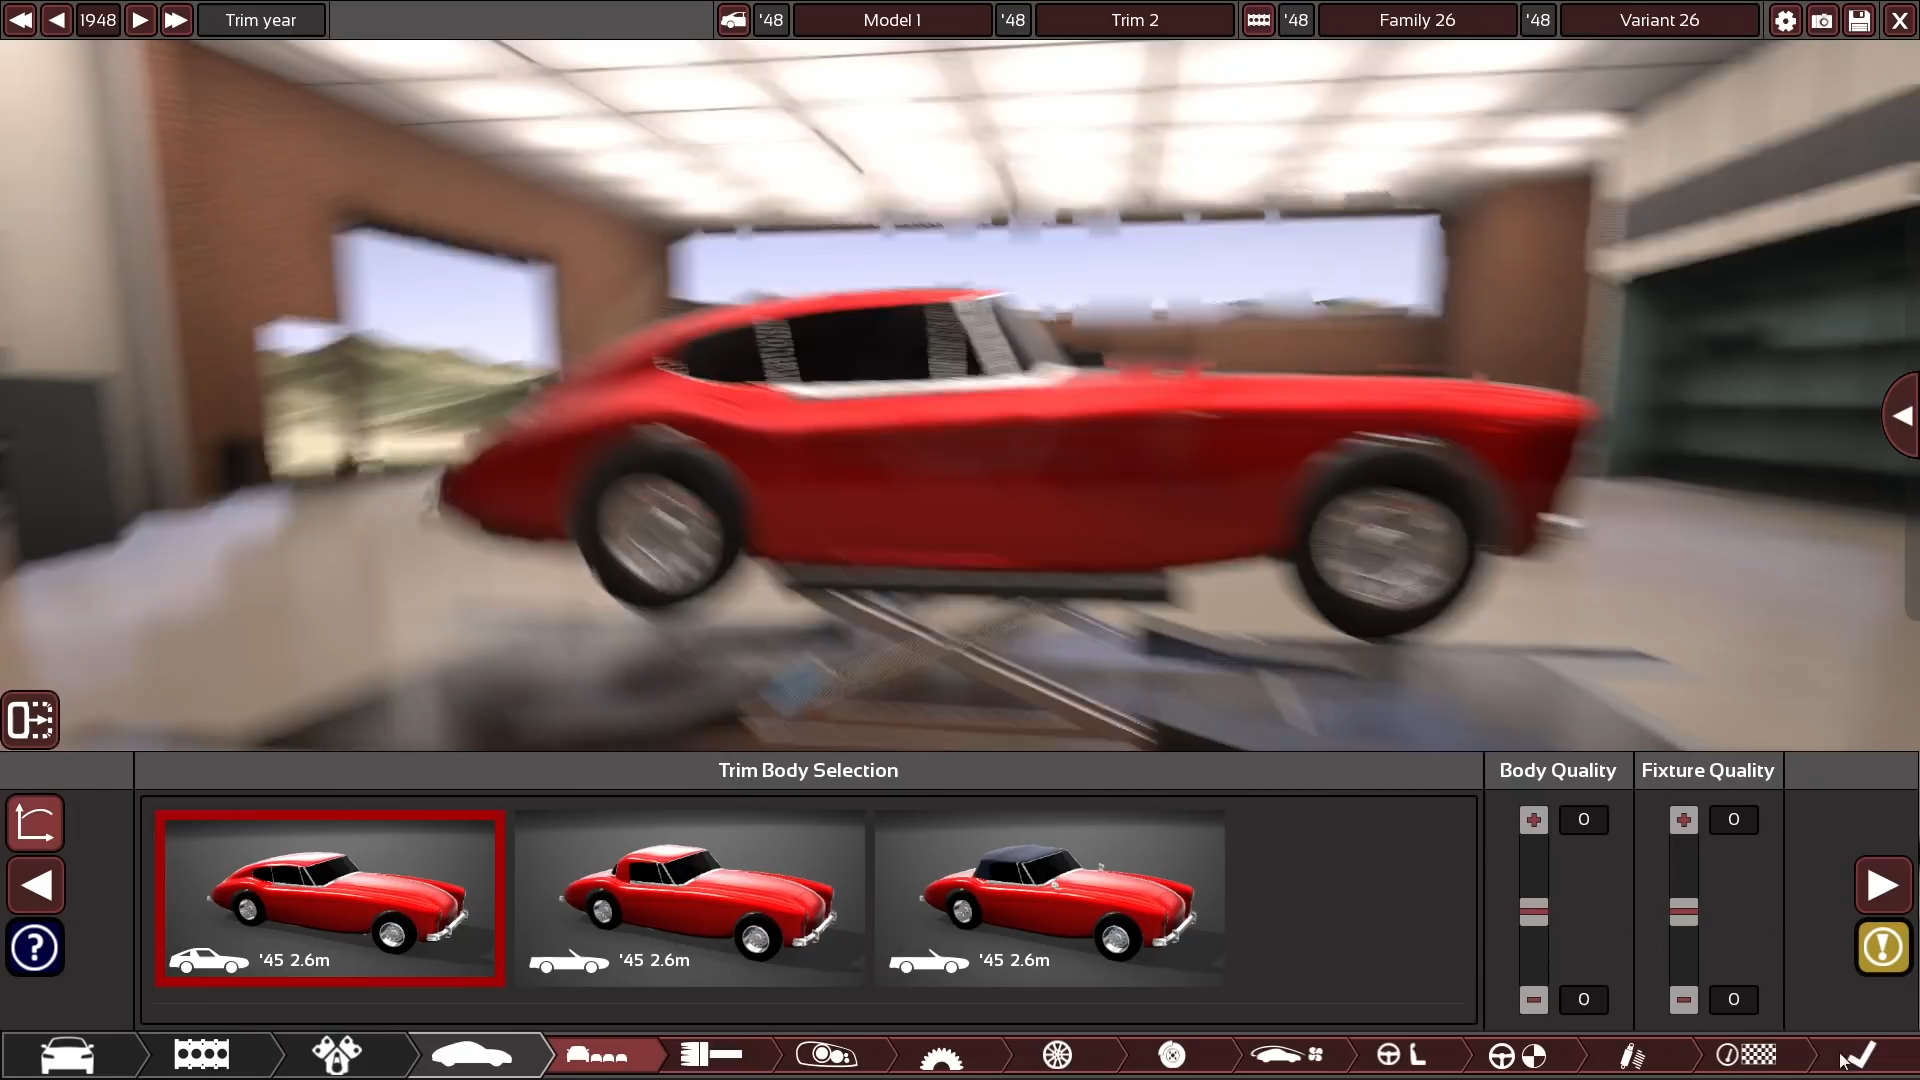 1948
Trim year
'48
Model 1
'48
Trim 2
'48
Family 26
'48
Variant 26
X
Trim Body Selection
Body Quality
Fixture Quality
0
0
'45 2.6m
'45 2.6m
'45 2.6m
0
0
?